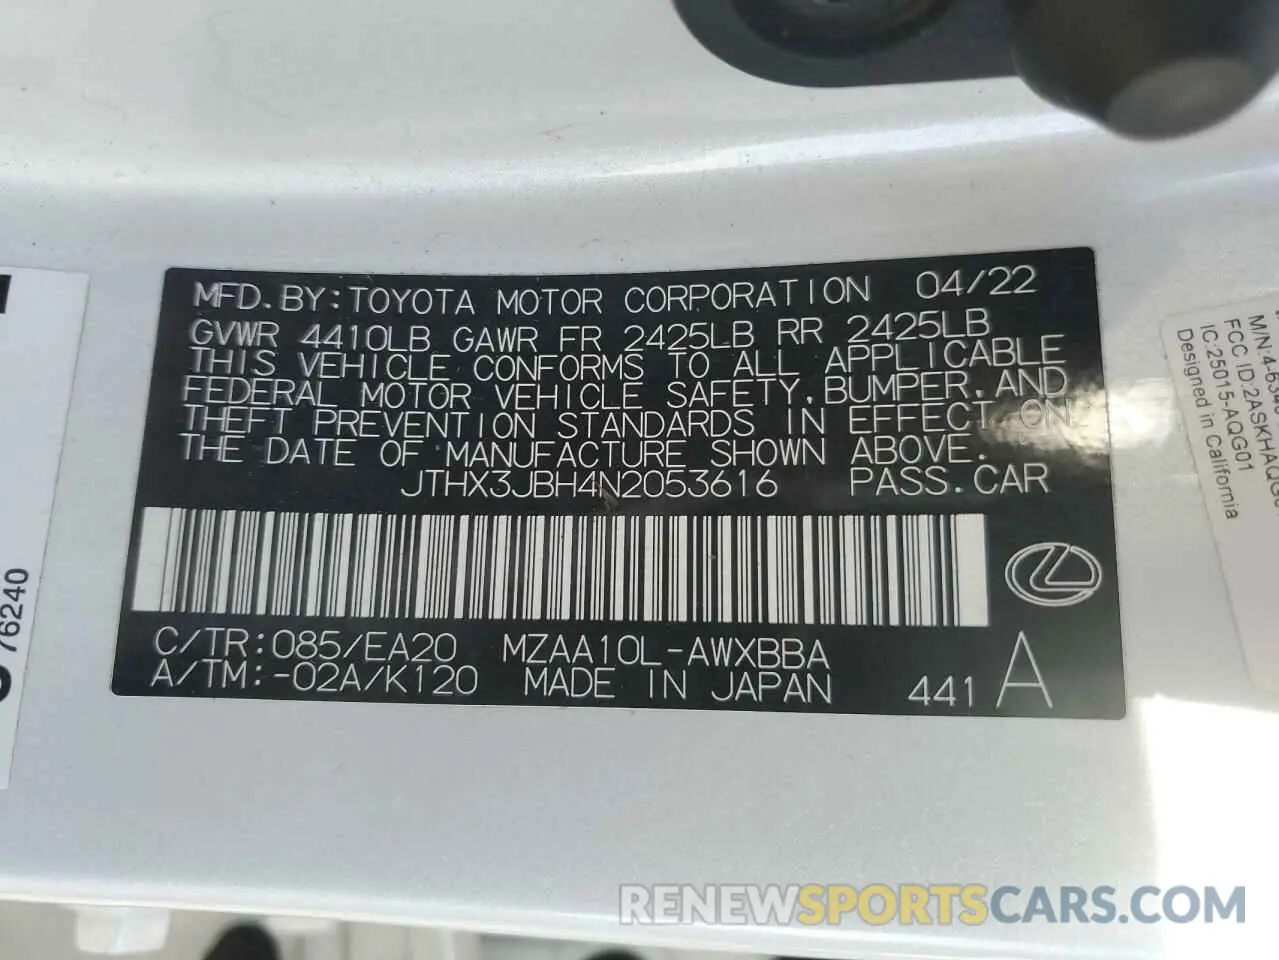 MFD.BY:TOYOTA MOTOR CORPORATION 04/22
GVWR 4410LB GAWR FR 2425LB RR 2425LB
THIS VEHICLE CONFORMS TO ALL APPLICABLE
FEDERAL MOTOR VEHICLE SAFETY,BUMPER,AND
THEFT PREVENTION STANDARDS IN EFFECT ON
THE DATE OF MANUFACTURE SHOWN ABOVE.
JTHX3JBH4N2053616 PASS.CAR
C/TR:085/EA20 MZAA10L-AWXBBA
A/TM:-02A/K120 MADE IN JAPAN 441 A
76240
FCC ID:2ASKHAQG
IC:25015-AQG01
Designed in California
RENEWSPORTSCARS.COM